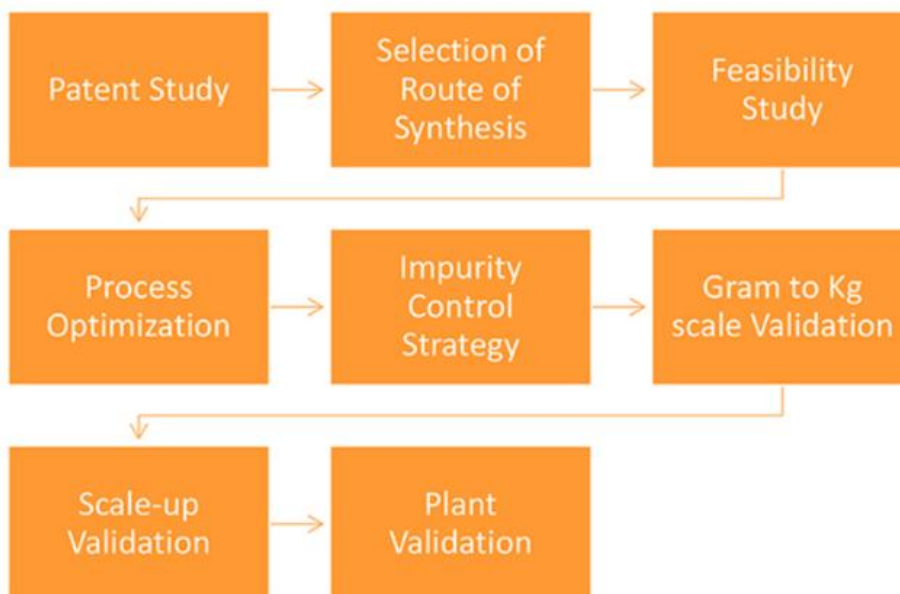 Patent Study
Selection of
Route of
Synthesis
Feasibility
Study
Process
Optimization
Impurity
Control
Strategy
Gram to Kg
scale Validation
Scale-up
Validation
Plant
Validation